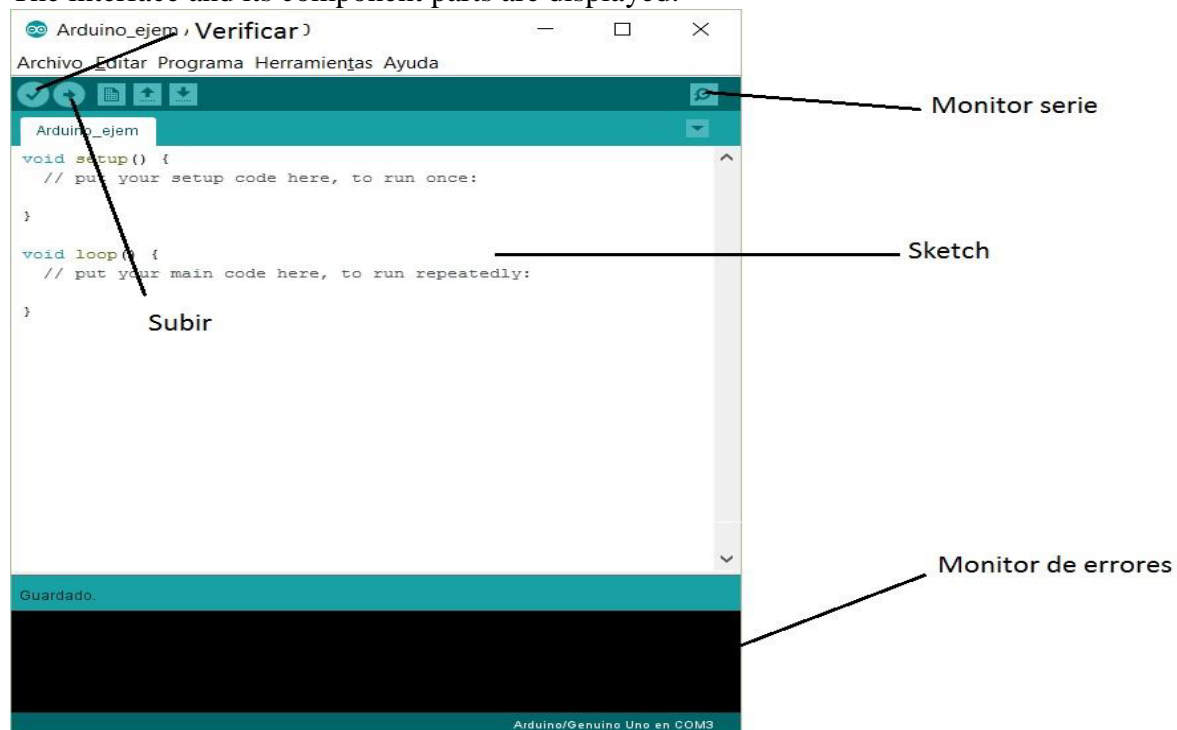 The interface and its component parts are displayed.
Arduino_ejem
Verificar
Archivo Editar Programa Herramientas Ayuda
Monitor serie
Arduino_ejem
void setup() {
// put your setup code here, to run once:
}
void loop() {
// put your main code here, to run repeatedly:
}
Sketch
Subir
Monitor de errores
Guardado.
Arduino/Genuino Uno en COM3